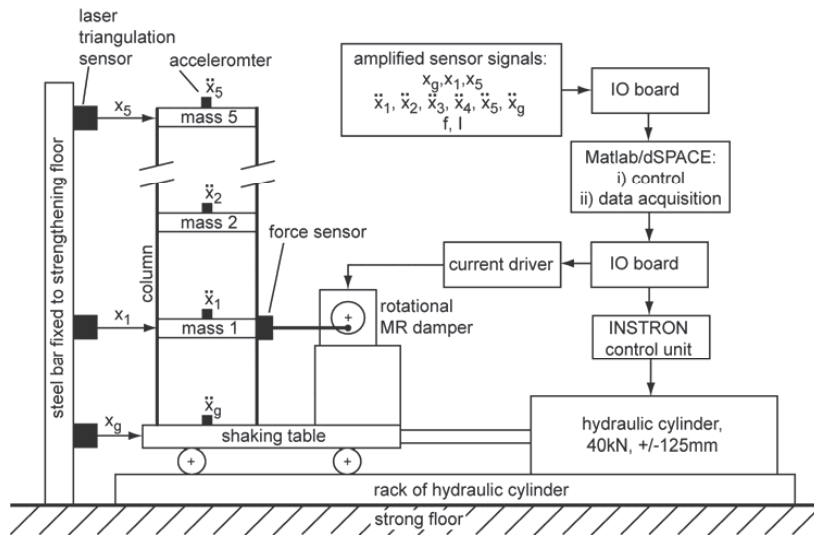 laser
triangulation
sensor
acceleromter
ẍ5
x5
mass 5
ẍ2
mass 2
force sensor
column
ẍ1
x1
mass 1
rotational
MR damper
ẍg
xg
shaking table
steel bar fixed to strengthening floor
amplified sensor signals:
xg,x1,x5
ẍ1, ẍ2, ẍ3, ẍ4, ẍ5, ẍg
f, I
IO board
Matlab/dSPACE:
i) control
ii) data acquisition
current driver
IO board
INSTRON
control unit
hydraulic cylinder,
40kN, +/-125mm
rack of hydraulic cylinder
strong floor